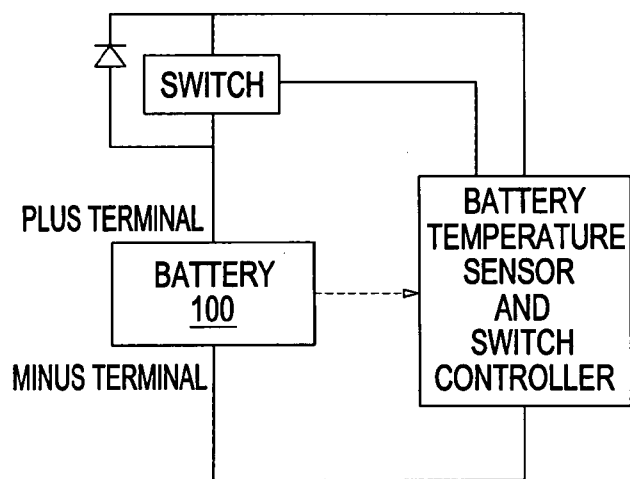 SWITCH
PLUS TERMINAL
BATTERY
100
MINUS TERMINAL
BATTERY
TEMPERATURE
SENSOR
AND
SWITCH
CONTROLLER